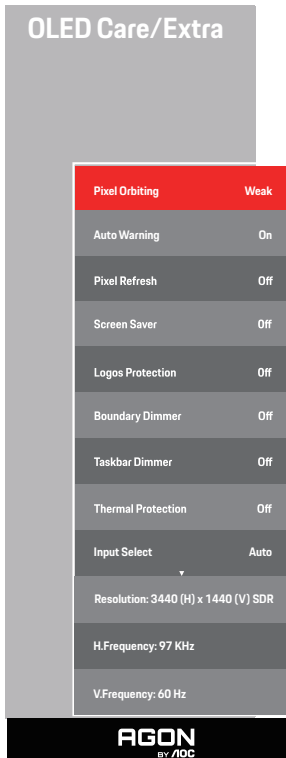 OLED Care/Extra
Pixel Orbiting Weak
Auto Warning On
Pixel Refresh Off
Screen Saver Off
Logos Protection Off
Boundary Dimmer Off
Taskbar Dimmer Off
Thermal Protection Off
Input Select Auto
Resolution: 3440 (H) x 1440 (V) SDR
H.Frequency: 97 KHz
V.Frequency: 60 Hz
AGON
BY AOC